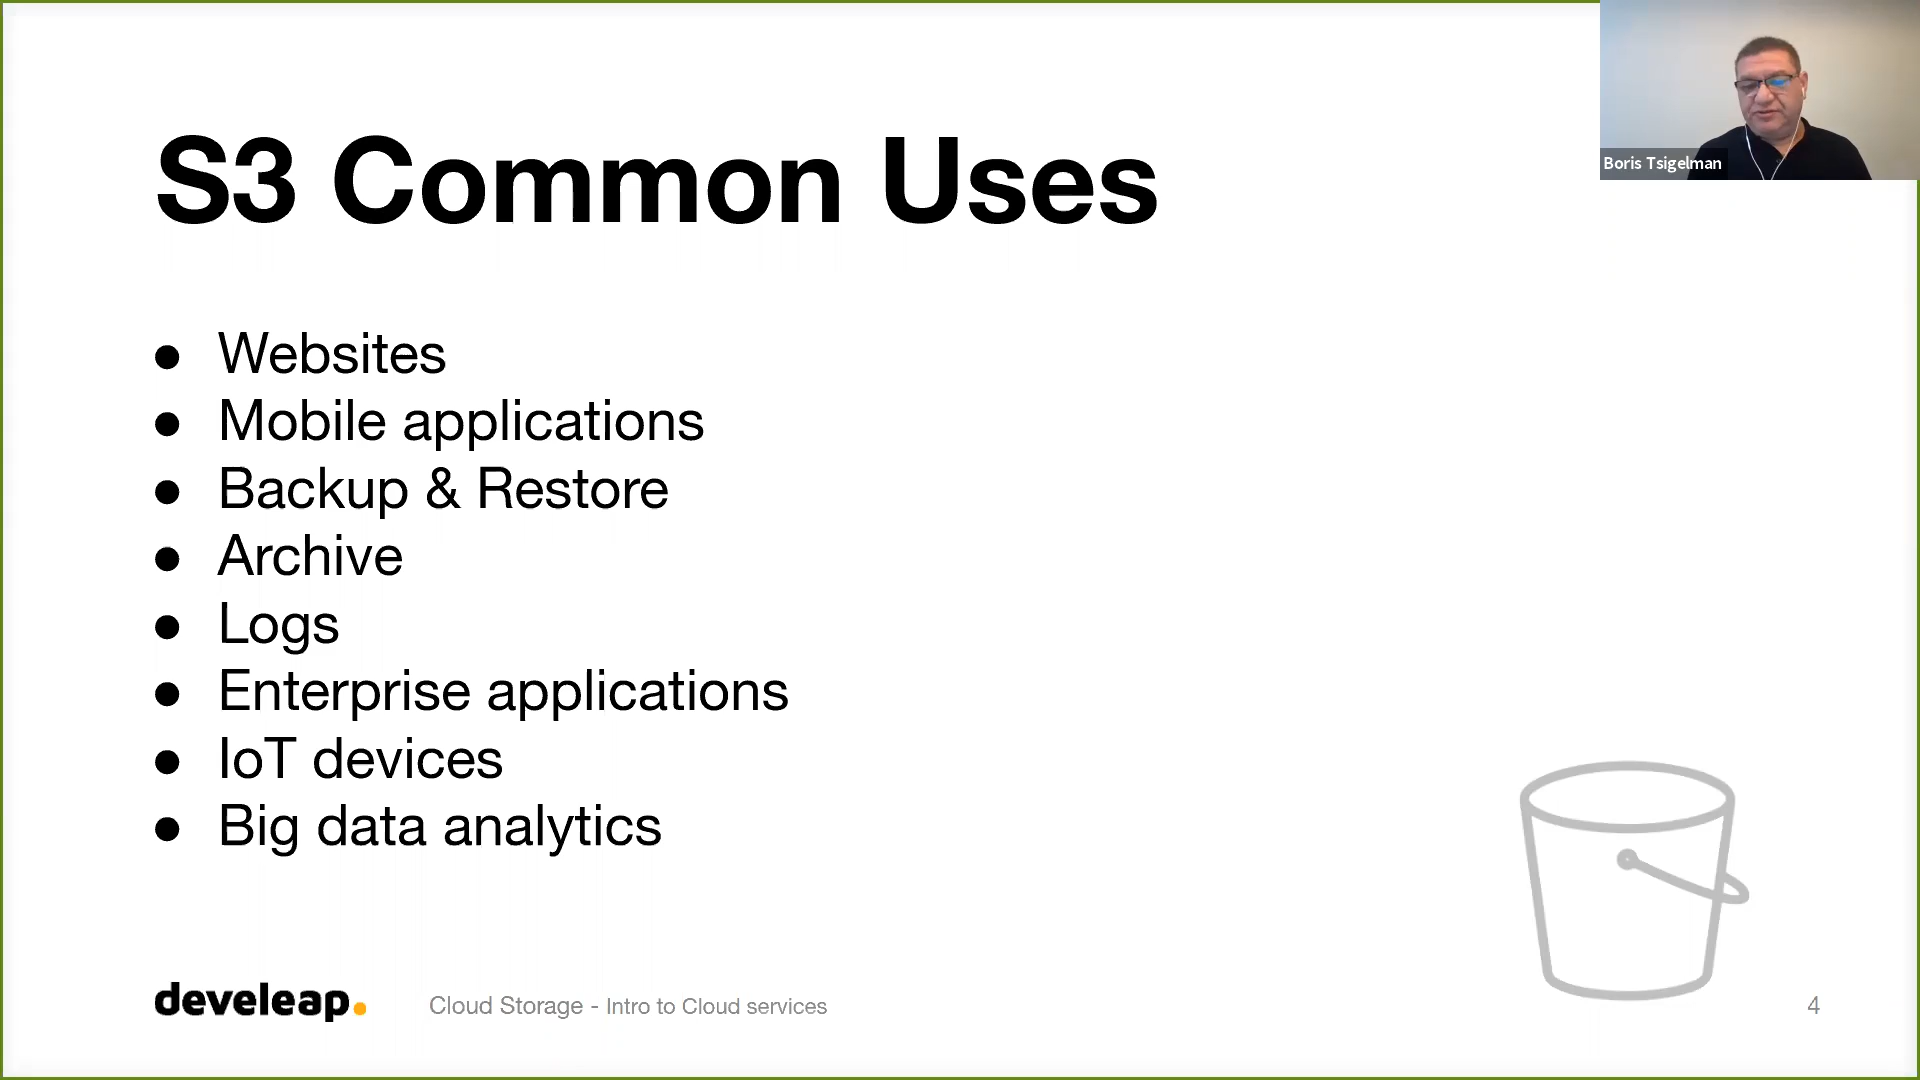 Boris Tsigelman
S3 Common Uses
● Websites
● Mobile applications
● Backup & Restore
● Archive
● Logs
● Enterprise applications
● IoT devices
● Big data analytics
develeap.
Cloud Storage - Intro to Cloud services
4